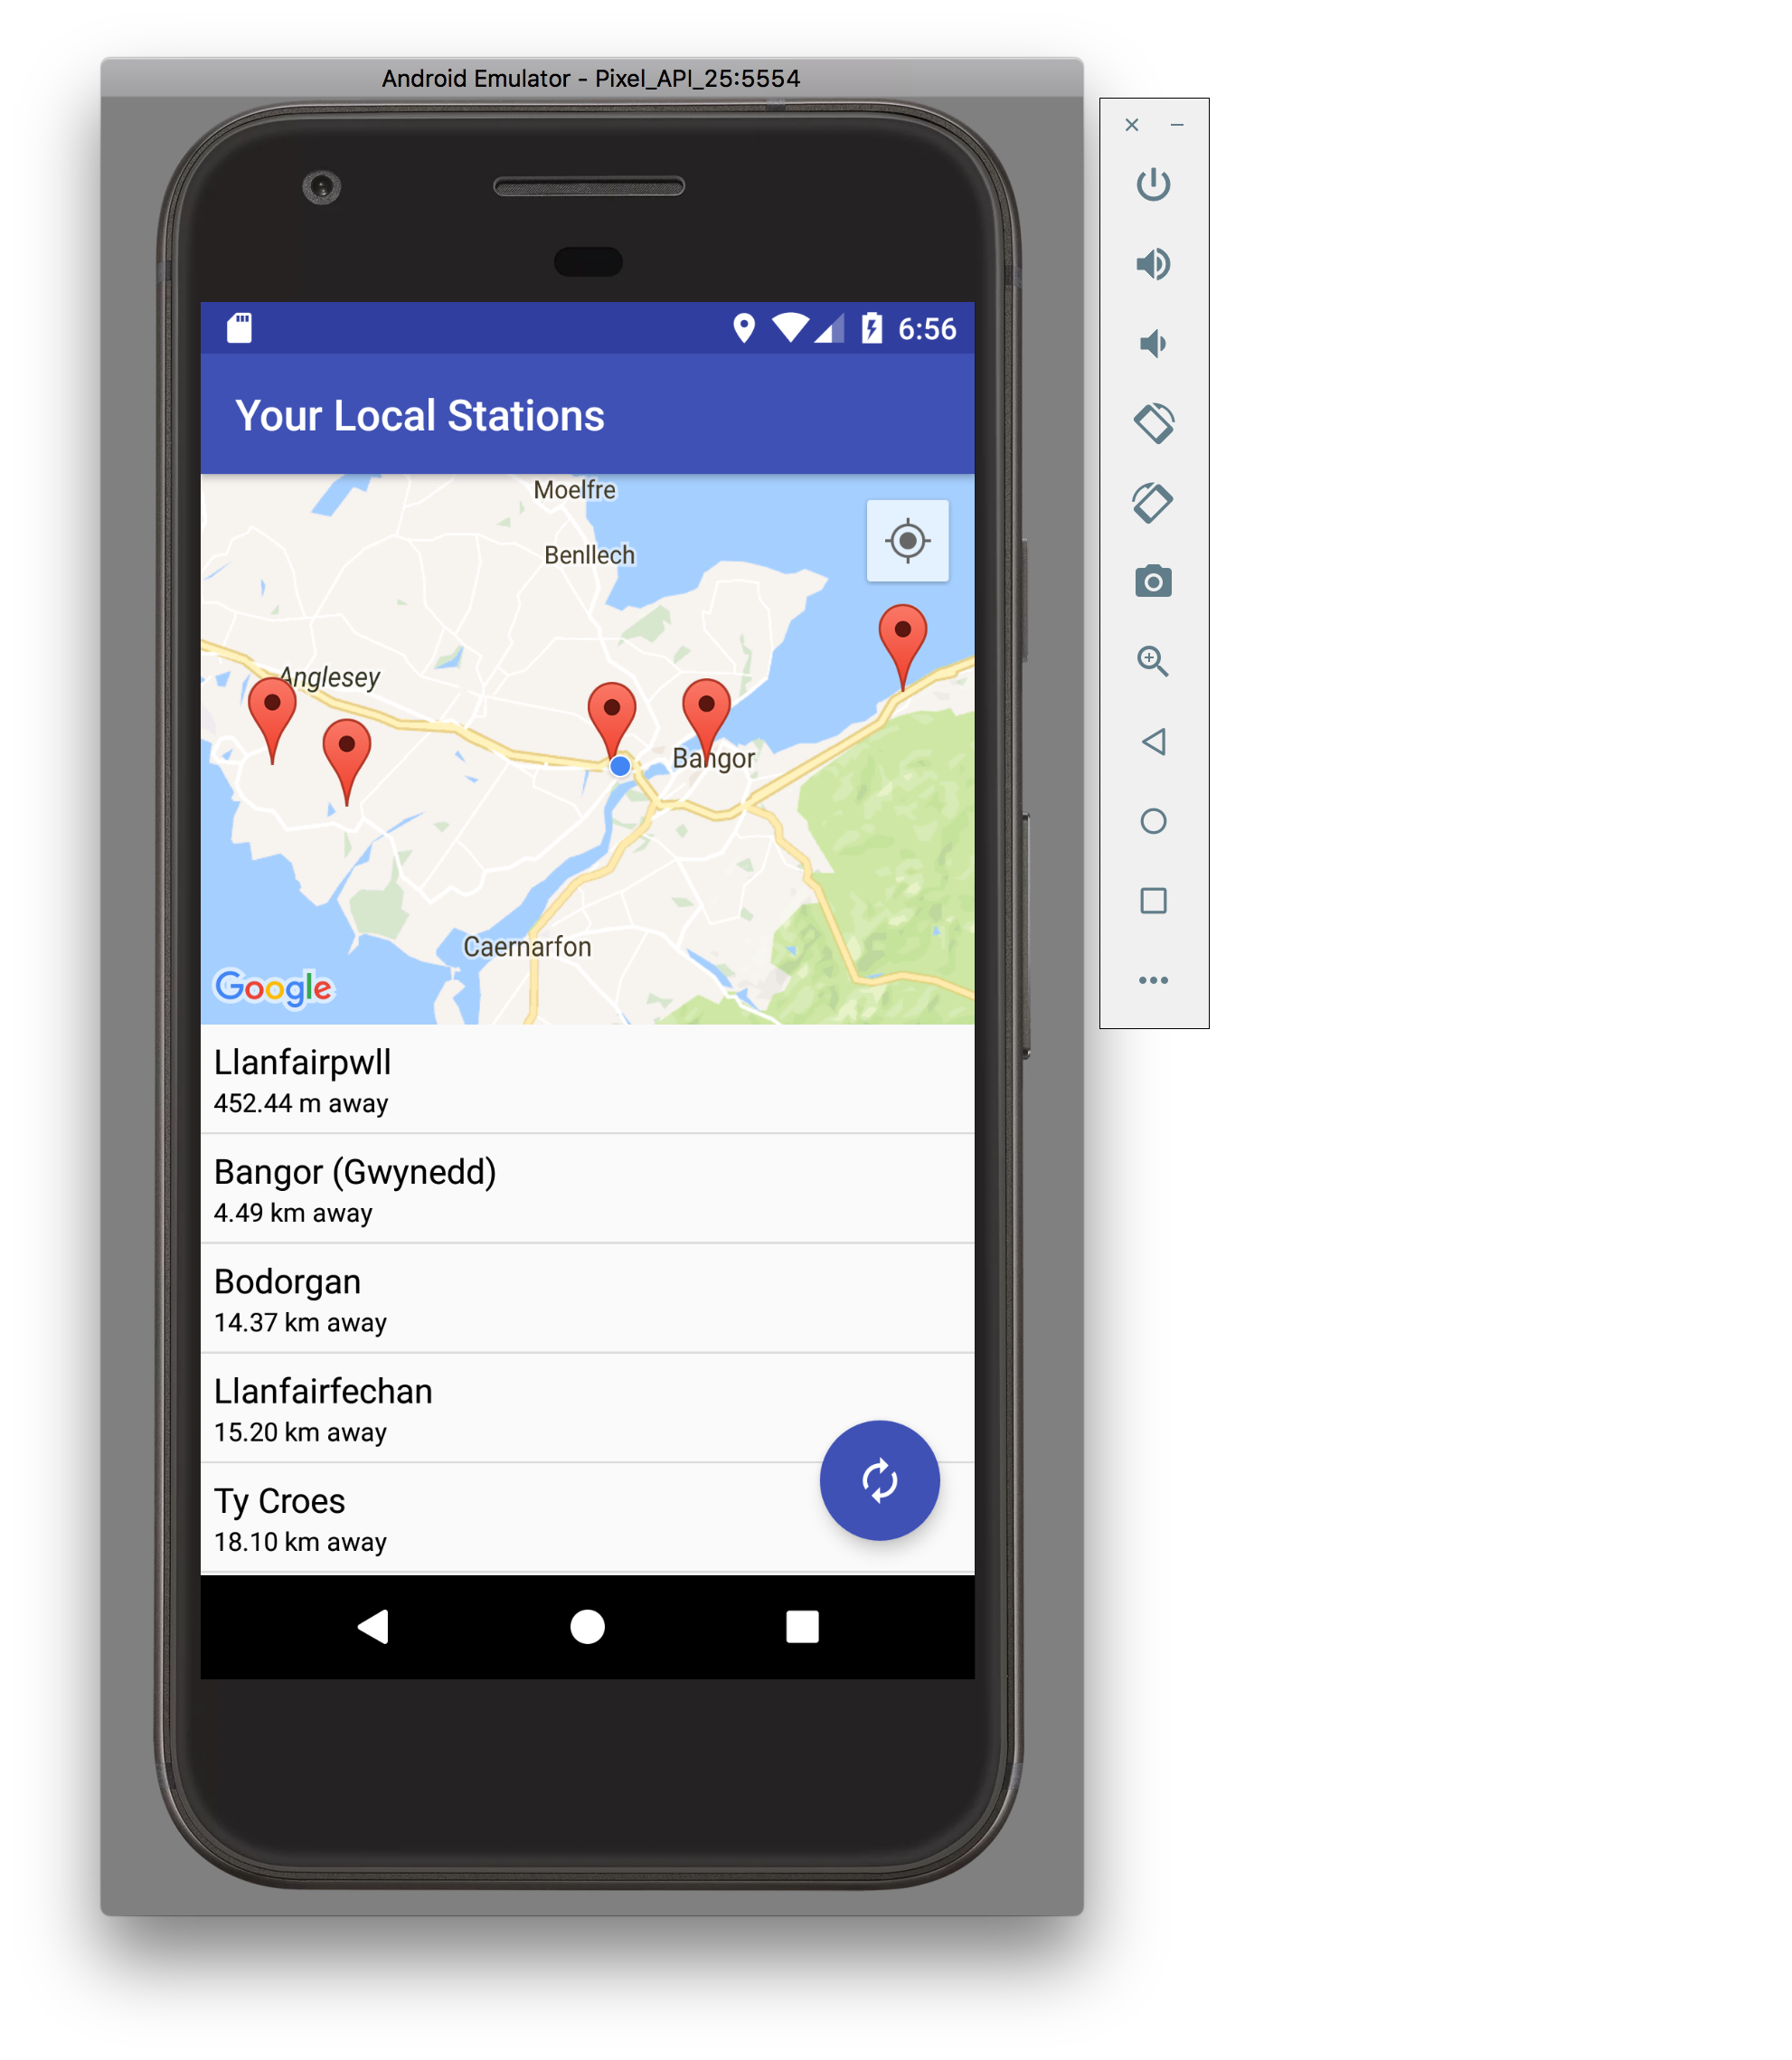 Android Emulator - Pixel_API_25:5554
6:56
Your Local Stations
Moelfre
Benllech
Anglesey
Bangor
Caernarfon
Google
Llanfairpwll
452.44 m away
Bangor (Gwynedd)
4.49 km away
Bodorgan
14.37 km away
Llanfairfechan
15.20 km away
Ty Croes
18.10 km away